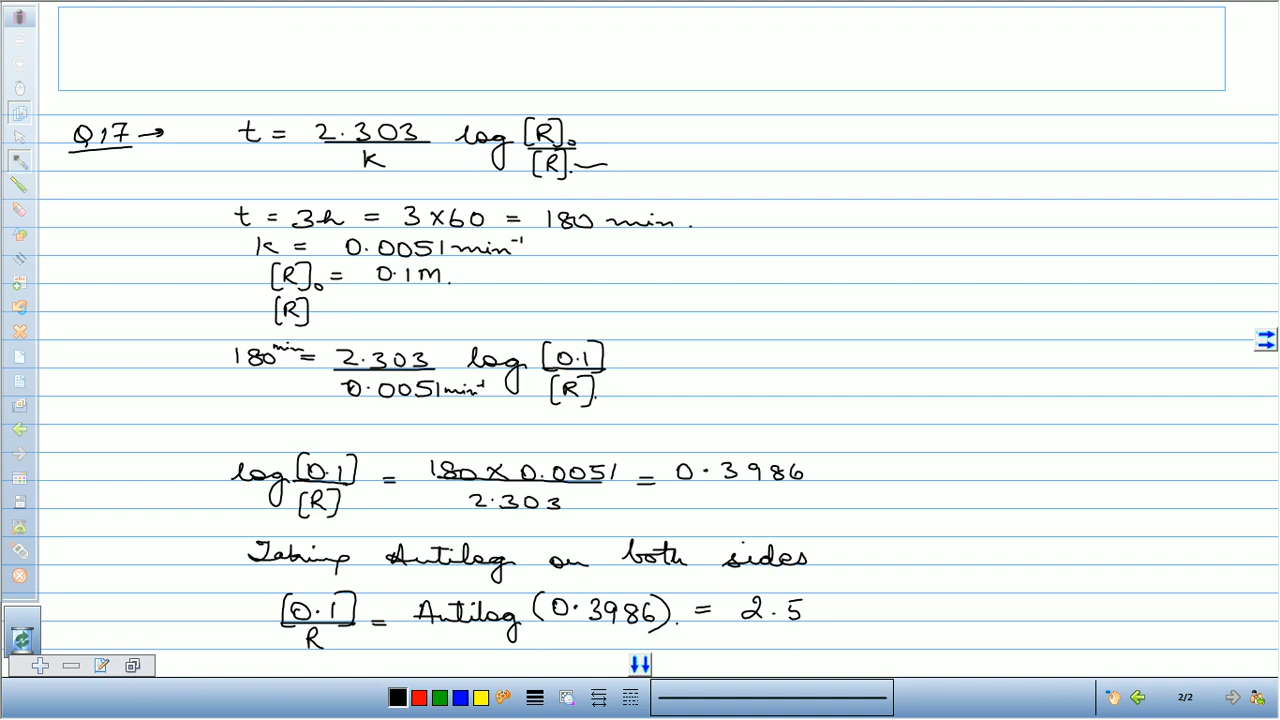 Q17 → t = 2.303/k log [R]₀/[R]
t = 3h = 3×60 = 180 min.
k = 0.0051 min⁻¹
[R]₀ = 0.1M.
[R]
180 min = 2.303/0.0051 min⁻¹ log [0.1]/[R].
log [0.1]/[R] = 180 × 0.0051/2.303 = 0.3986
Taking Antilog on both sides
[0.1]/R = Antilog (0.3986). = 2.5
2/2